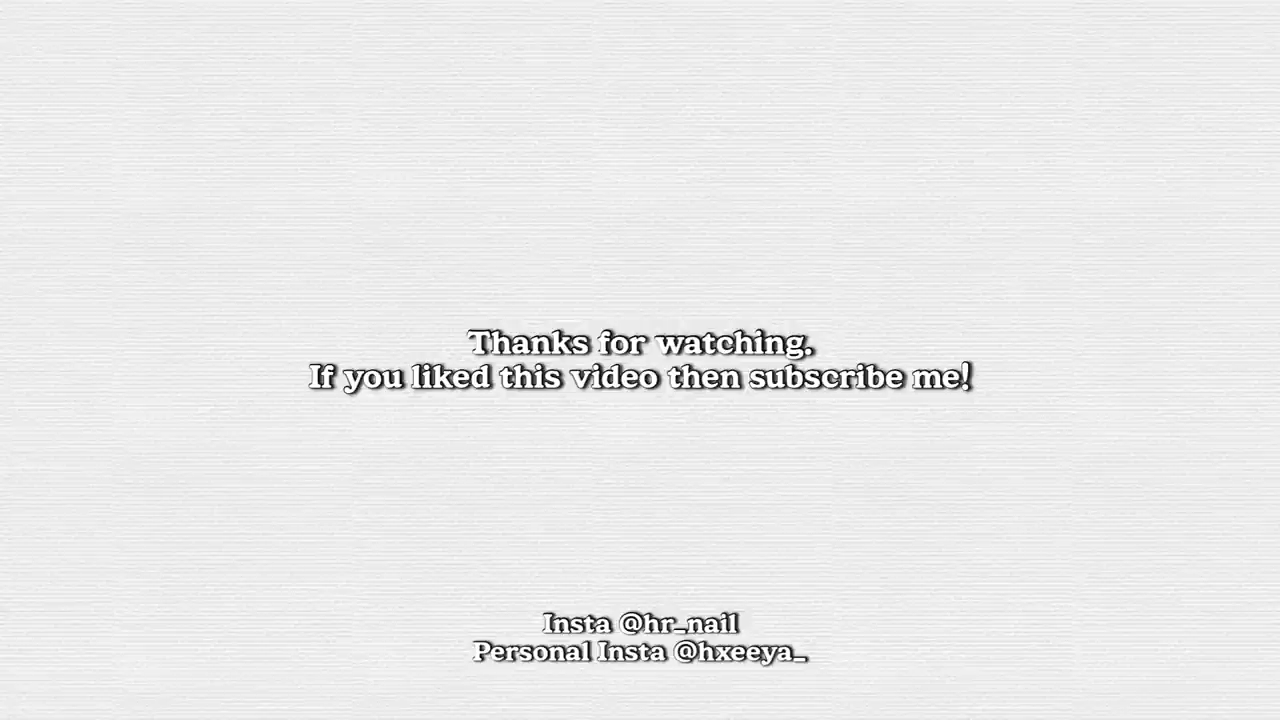 Thanks for watching.
If you liked this video then subscribe me!
Insta @hr_nail
Personal Insta @hxeeya_